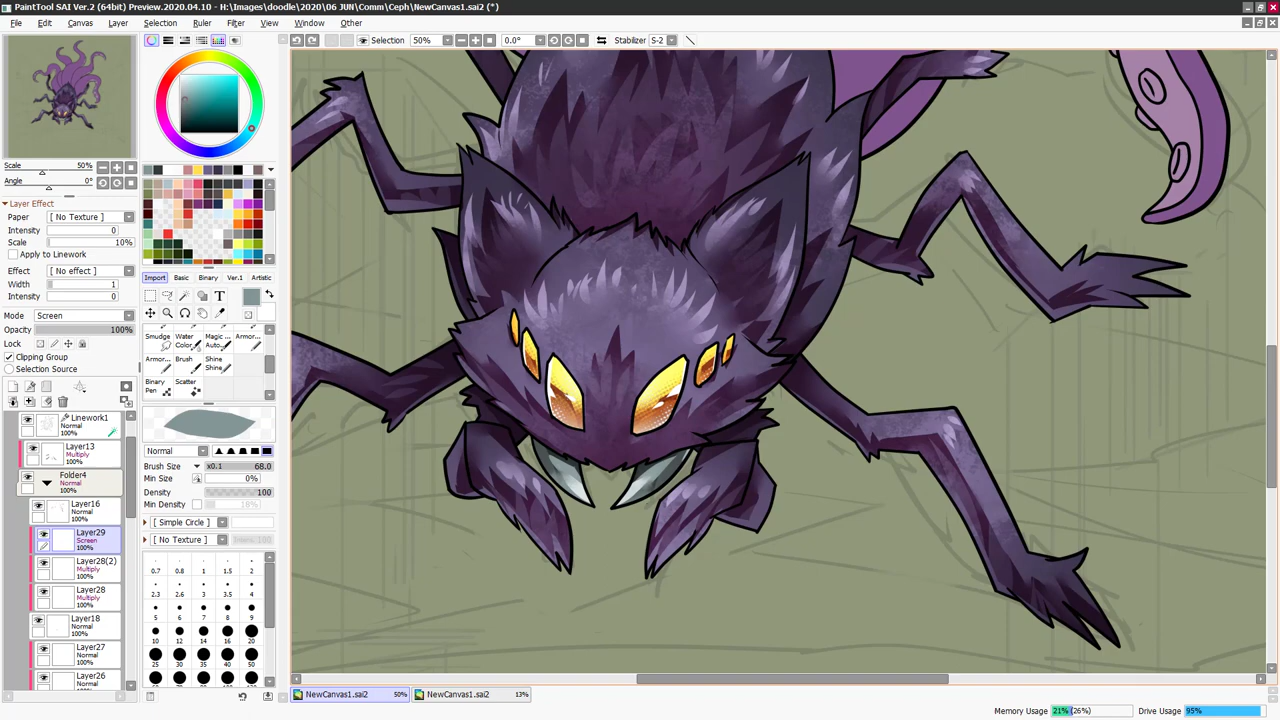 PaintTool SAI Ver.2 (64bit) Preview.2020.04.10 - H:\Images\doodle\2020\06 JUN\Comm\Ceph\NewCanvas1.sai2 (*)
File Edit Canvas Layer Selection Ruler Filter View Window Other
Selection 50% 0.0° Stabilizer S-2
Scale 50%
Angle 0°
Layer Effect
Paper [ No Texture ]
Intensity 0
Scale 10%
Apply to Linework
Effect [ No effect ]
Width 1
Intensity 0
Mode Screen
Opacity 100%
Lock
Clipping Group
Selection Source
Linework1
Normal
100%
Layer13
Multiply
100%
Folder4
Normal
100%
Layer16
Normal
100%
Layer29
Screen
100%
Layer28(2)
Multiply
100%
Layer28
Multiply
100%
Layer18
Normal
100%
Layer27
Normal
100%
Layer26
Normal
100%
Import Basic Binary Ver.1 Artistic
T
Smudge Water Color... Magic ... Auto... Armor...
Armor... Brush Shine Shine Armor...
Binary Pen Scatter
Normal
Brush Size x0.1 68.0
Min Size 0%
Density 100
Min Density 18%
[ Simple Circle ]
[ No Texture ]
0.7 0.8 1 1.5 2
2.3 2.6 3 3.5 4
5 6 7 8 9
10 12 14 16 20
25 30 35 40 50
NewCanvas1.sai2 50% NewCanvas1.sai2 13%
Memory Usage 21% (26%) Drive Usage 95%